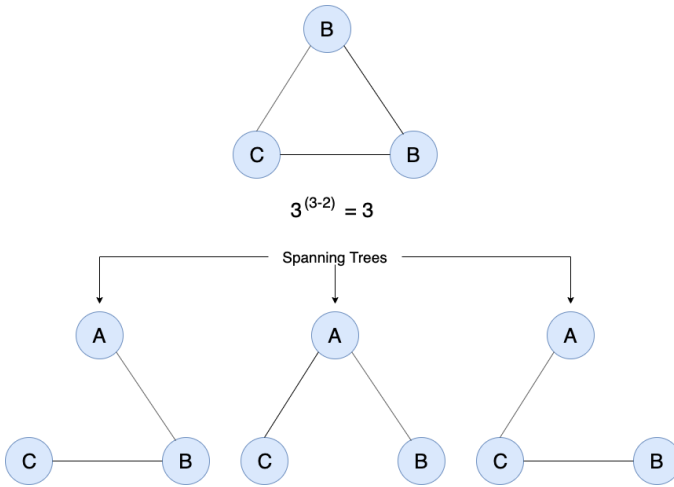 B
C B
3(3-2) = 3
Spanning Trees
A A A
C B C B C B